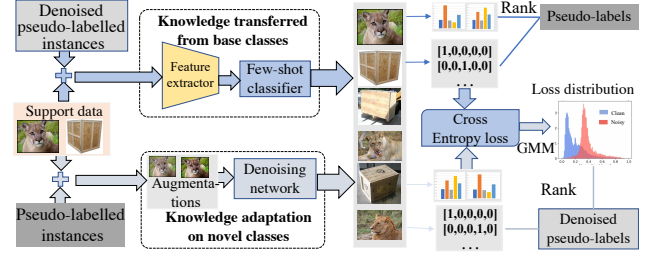 Denoised
pseudo-labelled
instances
Knowledge transferred
from base classes
Feature
extractor
Few-shot
classifier
Support data
Augmenta-
tions
Denoising
network
Knowledge adaptation
on novel classes
Pseudo-labelled
instances
Rank
Pseudo-labels
[1,0,0,0,0]
[0,0,1,0,0]
...
Cross
Entropy loss
GMM
Loss distribution
Clean
Noisy
Rank
[1,0,0,0,0]
[0,0,0,1,0]
...
Denoised
pseudo-labels